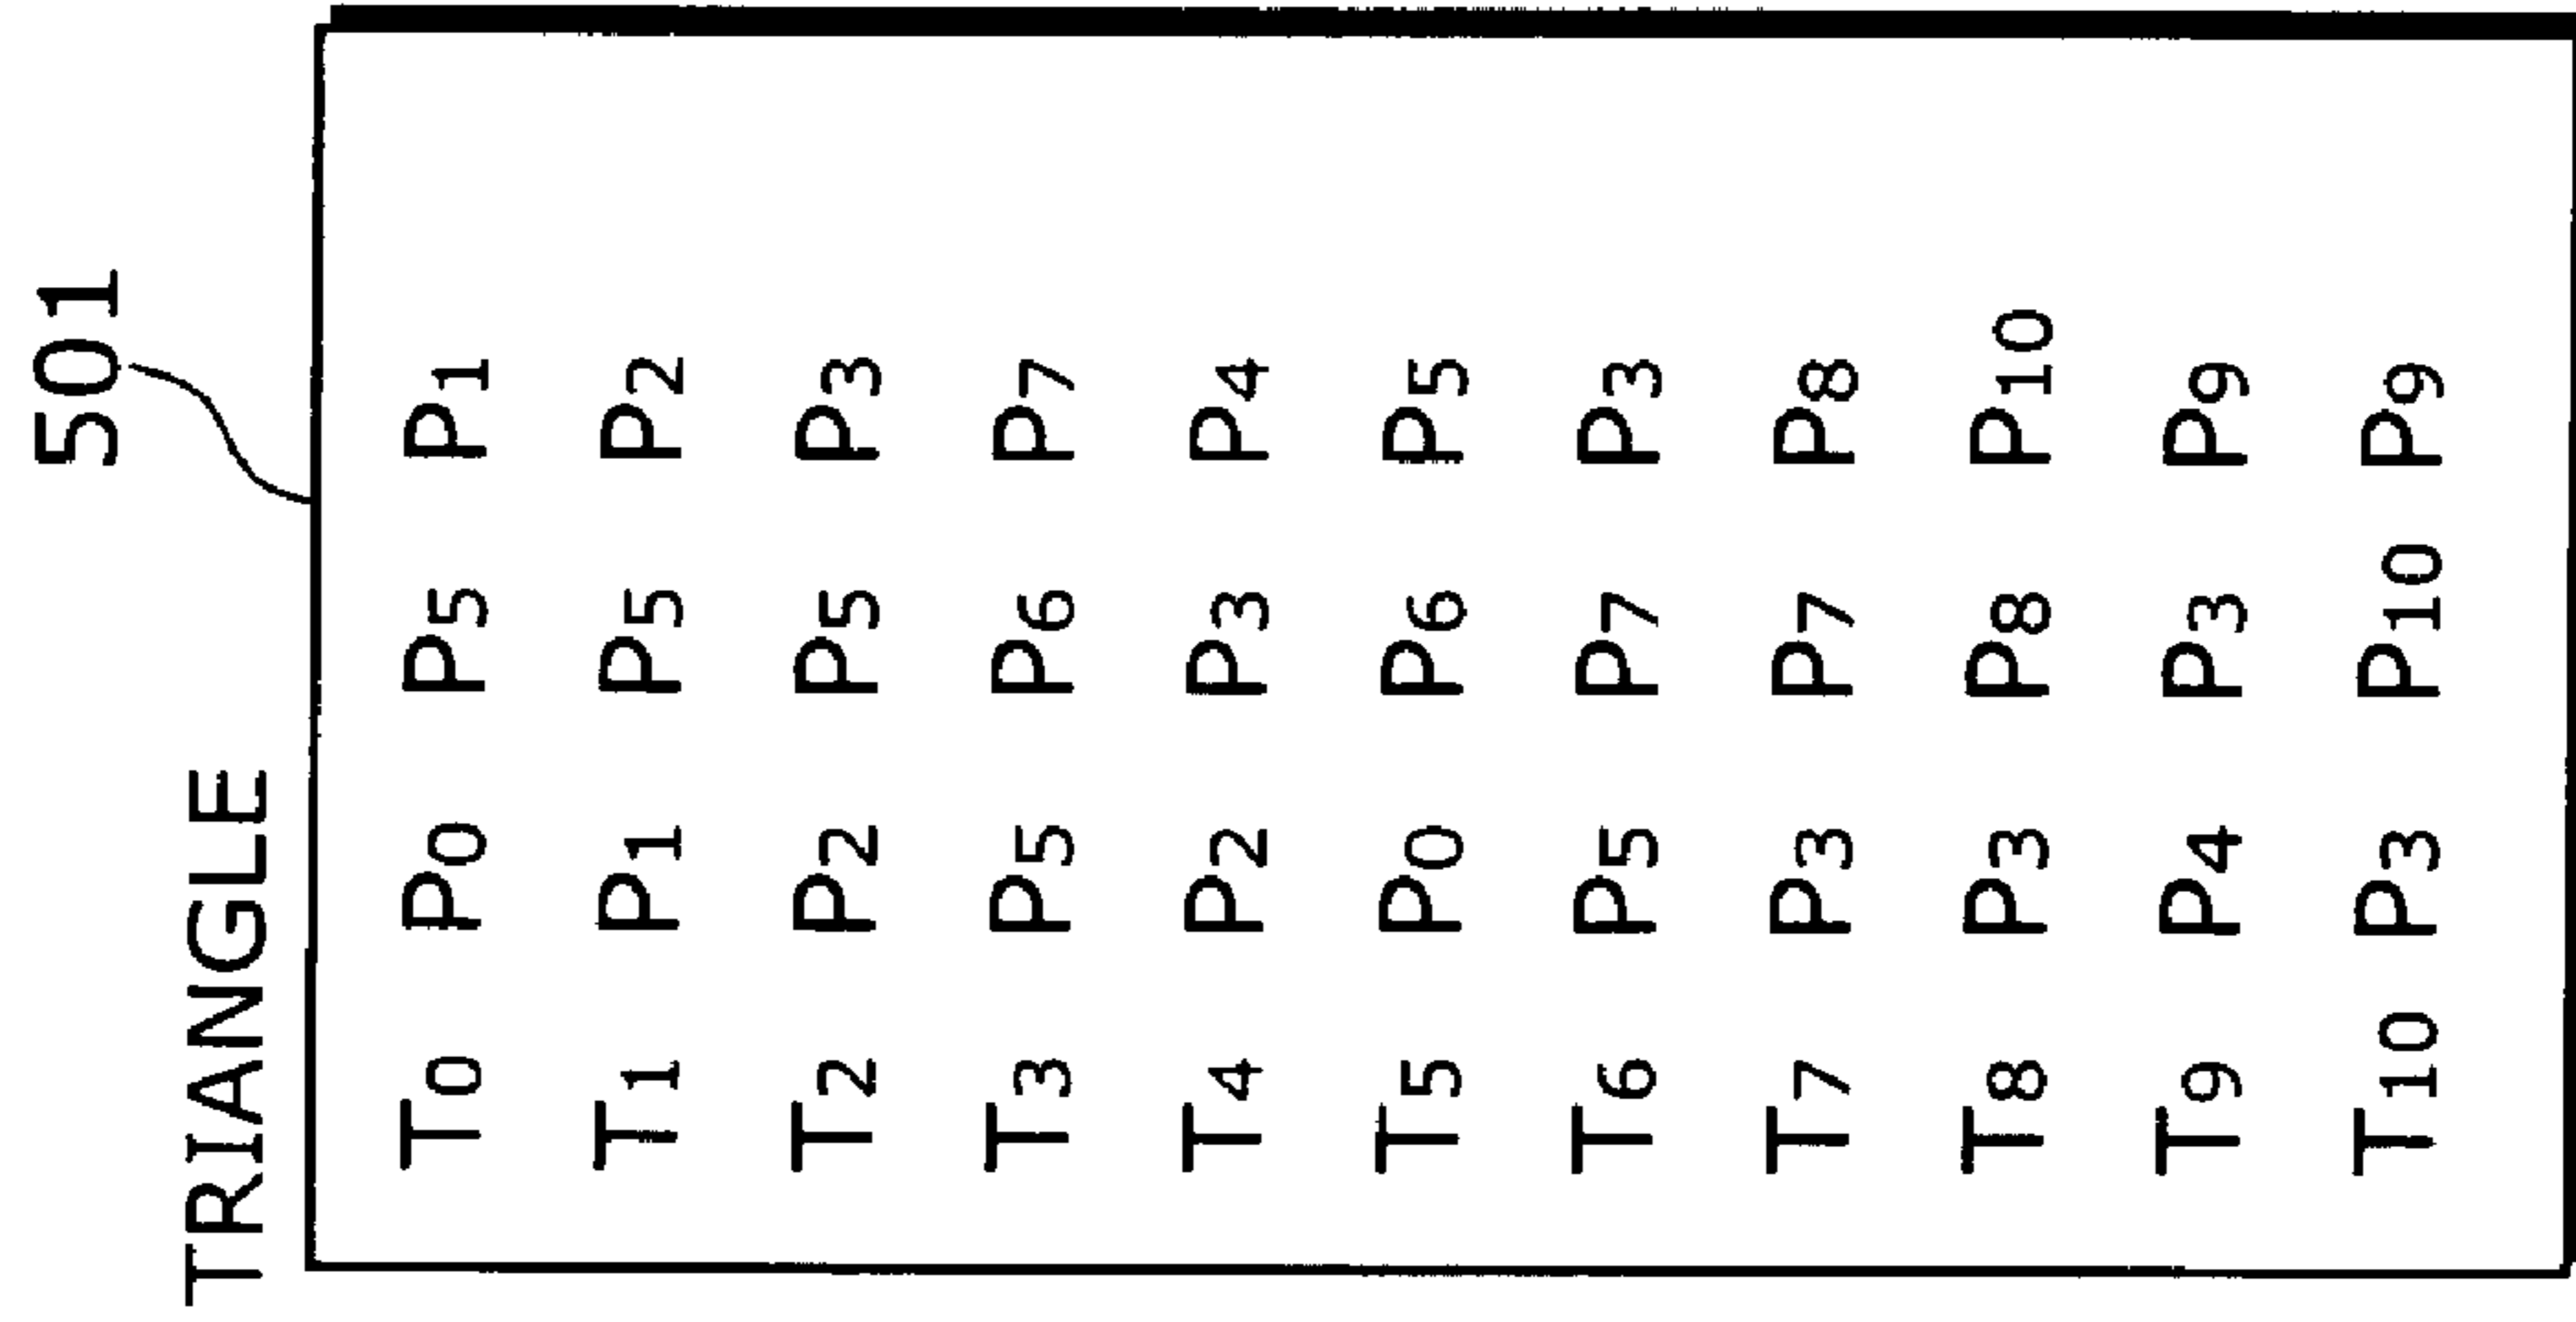 501
TRIANGLE
T0 P0 P5 P1
T1 P1 P5 P2
T2 P2 P5 P3
T3 P5 P6 P7
T4 P2 P3 P4
T5 P0 P6 P5
T6 P5 P7 P3
T7 P3 P7 P8
T8 P3 P8 P10
T9 P4 P3 P9
T10 P3 P10 P9